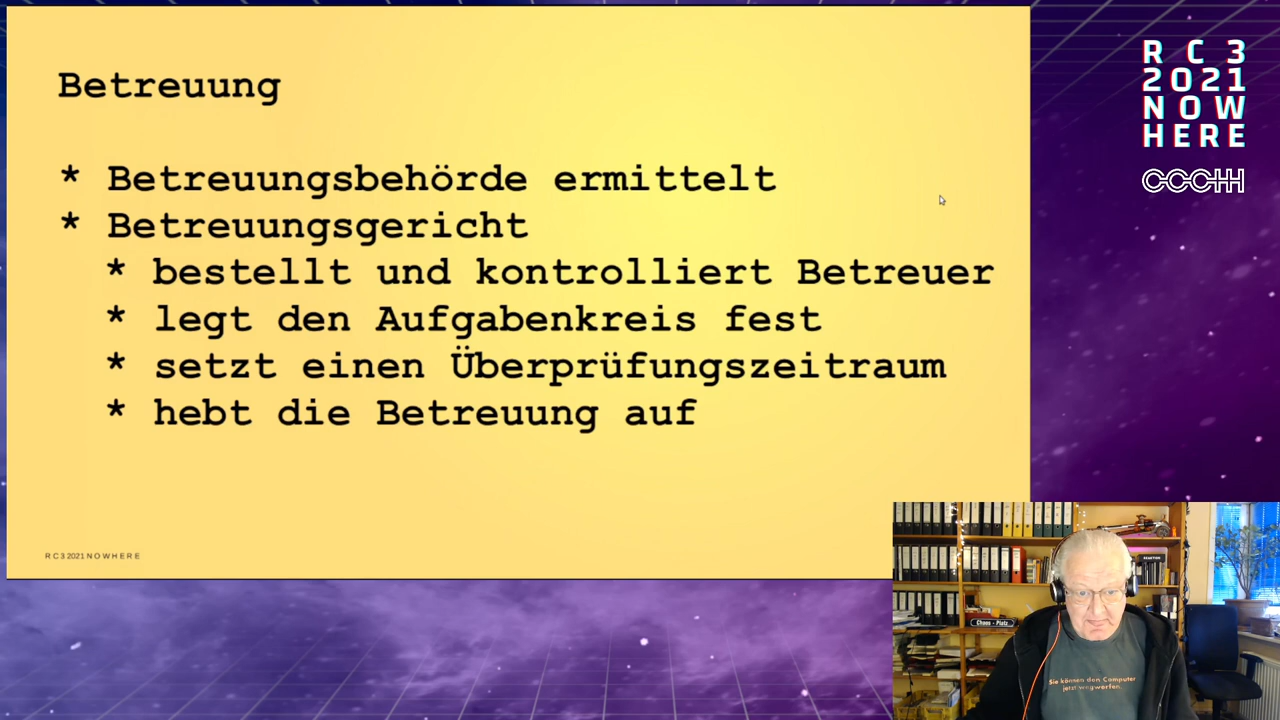 Betreuung
* Betreuungsbehörde ermittelt
* Betreuungsgericht
* bestellt und kontrolliert Betreuer
* legt den Aufgabenkreis fest
* setzt einen Überprüfungszeitraum
* hebt die Betreuung auf
RC3 2021 NOWHERE
R C 3
2021
NOW
HERE
CCCHH
REACTION
Chaos - Platz
Sie können den Computer
jetzt wegwerfen.